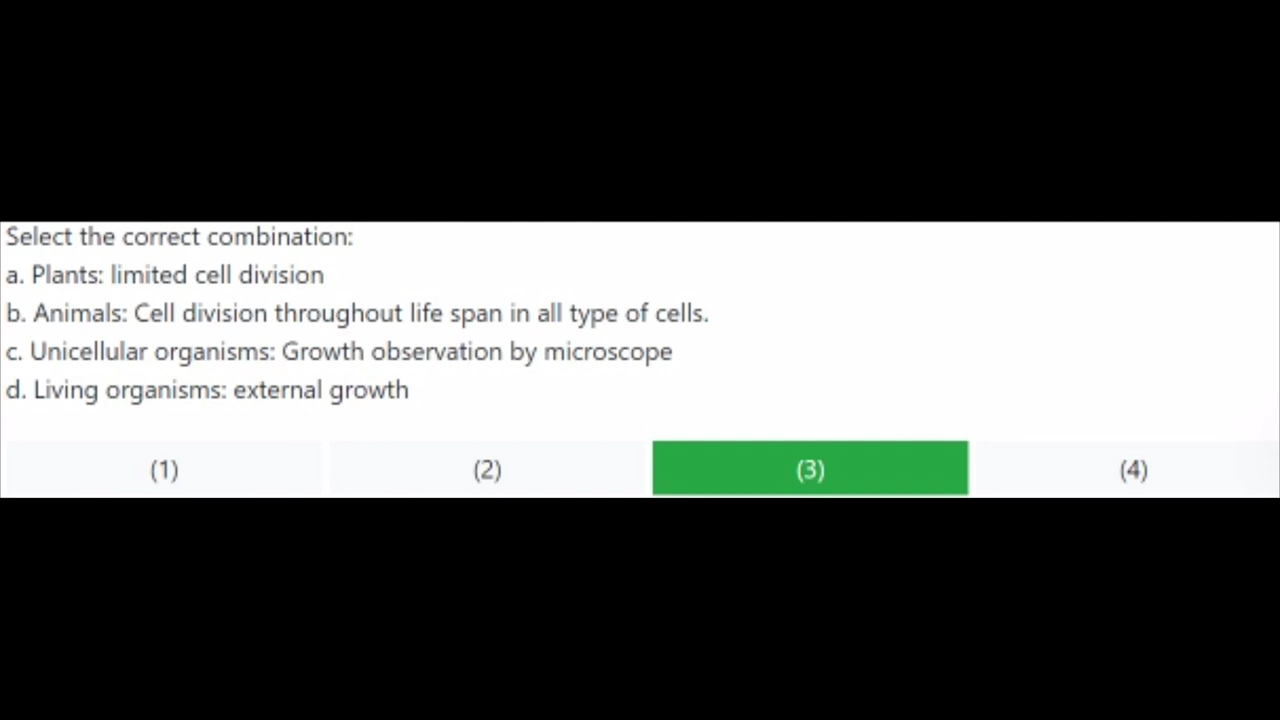 Select the correct combination:
a. Plants: limited cell division
b. Animals: Cell division throughout life span in all type of cells.
c. Unicellular organisms: Growth observation by microscope
d. Living organisms: external growth
(1) (2) (3) (4)